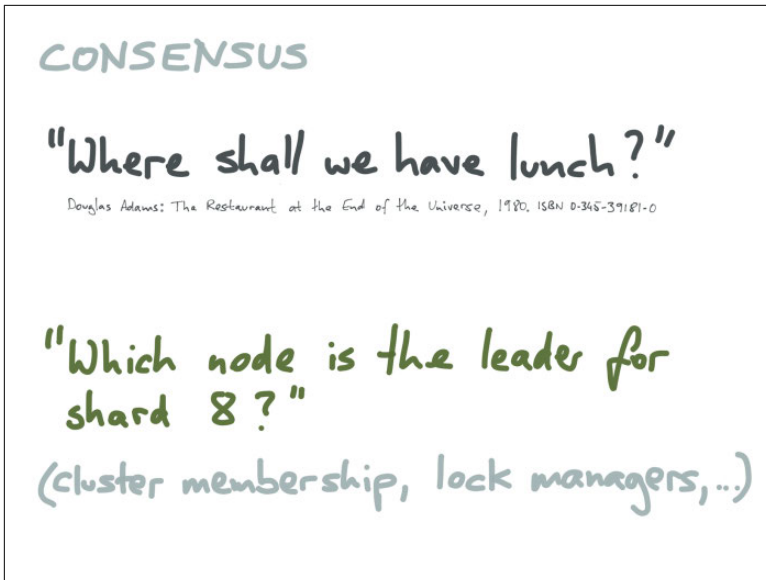 CONSENSUS
"Where shall we have lunch?"
Douglas Adams: The Restaurant at the End of the Universe, 1980. ISBN 0-345-39181-0
"Which node is the leader for
shard 8?"
(cluster membership, lock managers,...)